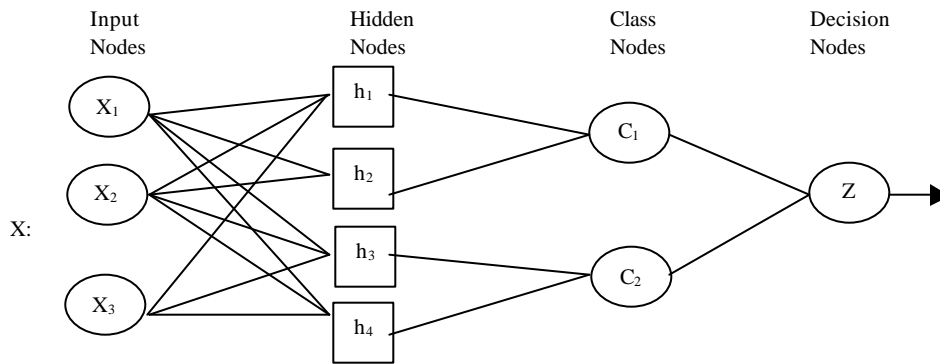 Input
Nodes
Hidden
Nodes
Class
Nodes
Decision
Nodes
X:
X₁
X₂
X₃
h₁
h₂
h₃
h₄
C₁
C₂
Z